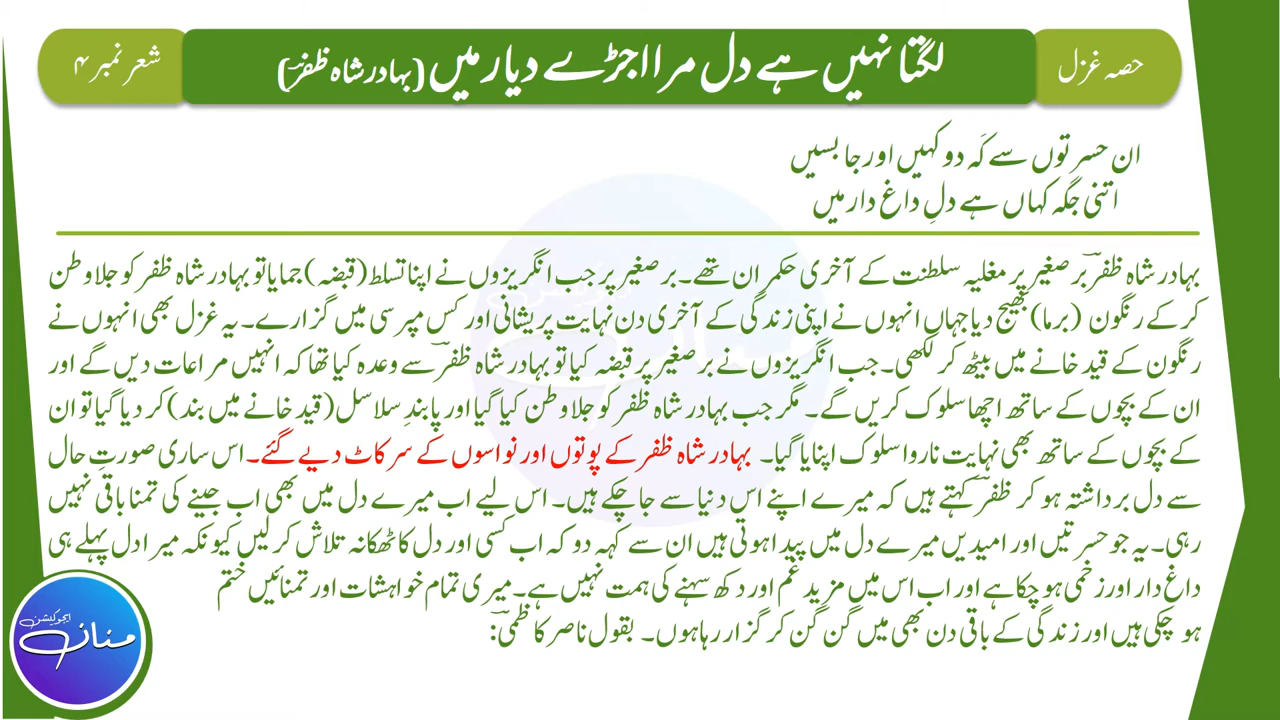 حصہ غزل
لگتا نہیں ہے دل مرا اجڑے دیار میں (بہادر شاہ ظفرؔ)
شعر نمبر ۴
ان حسرتوں سے کَہ دو کہیں اور جا بسیں
اتنی جگہ کہاں ہے دلِ داغ دار میں
بہادر شاہ ظفرؔ برصغیر پر مغلیہ سلطنت کے آخری حکمران تھے۔ برصغیر پر جب انگریزوں نے اپنا تسلط (قبضہ) جمایا تو بہادر شاہ ظفر کو جلا وطن
کر کے رنگون (برما) بھیج دیا جہاں انہوں نے اپنی زندگی کے آخری دن نہایت پریشانی اور کس مپرسی میں گزارے۔ یہ غزل بھی انہوں نے
رنگون کے قید خانے میں بیٹھ کر لکھی۔ جب انگریزوں نے برصغیر پر قبضہ کیا تو بہادر شاہ ظفرؔ سے وعدہ کیا تھا کہ انہیں مراعات دیں گے اور
ان کے بچوں کے ساتھ اچھا سلوک کریں گے۔ مگر جب بہادر شاہ ظفر کو جلا وطن کیا گیا اور پابندِ سلاسل (قید خانے میں بند) کر دیا گیا تو ان
کے بچوں کے ساتھ بھی نہایت ناروا سلوک اپنایا گیا۔ بہادر شاہ ظفر کے پوتوں اور نواسوں کے سر کاٹ دیے گئے۔ اس ساری صورتِ حال
سے دل برداشتہ ہو کر ظفرؔ کہتے ہیں کہ میرے اپنے اس دنیا سے جا چکے ہیں۔ اس لیے اب میرے دل میں بھی اب جینے کی تمنا باقی نہیں
رہی۔ یہ جو حسرتیں اور امیدیں میرے دل میں پیدا ہوتی ہیں ان سے کہہ دو کہ اب کسی اور دل کا ٹھکانہ تلاش کر لیں کیونکہ میرا دل پہلے ہی
داغ دار اور زخمی ہو چکا ہے اور اب اس میں مزید غم اور دکھ سہنے کی ہمت نہیں ہے۔ میری تمام خواہشات اور تمنائیں ختم
ہو چکی ہیں اور زندگی کے باقی دن بھی میں گن گن کر گزار رہا ہوں۔ بقول ناصر کاظمیؔ:
ایجوکیشن
منان